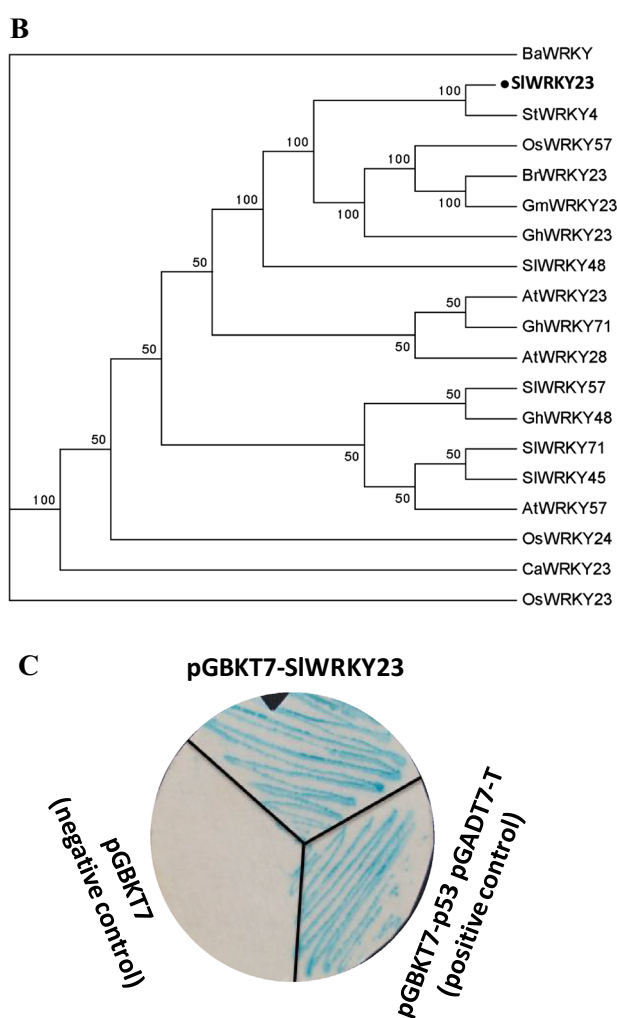 B
BaWRKY
SlWRKY23
100
StWRKY4
OsWRKY57
100
100
BrWRKY23
100
GmWRKY23
100
GhWRKY23
100
SlWRKY48
50
AtWRKY23
50
GhWRKY71
50
AtWRKY28
50
SlWRKY57
50
GhWRKY48
50
SlWRKY71
50
50
SlWRKY45
50
AtWRKY57
100
OsWRKY24
CaWRKY23
OsWRKY23
C
pGBKT7-SlWRKY23
pGBKT7
(negative control)
pGBKT7-p53 pGADT7-T
(positive control)